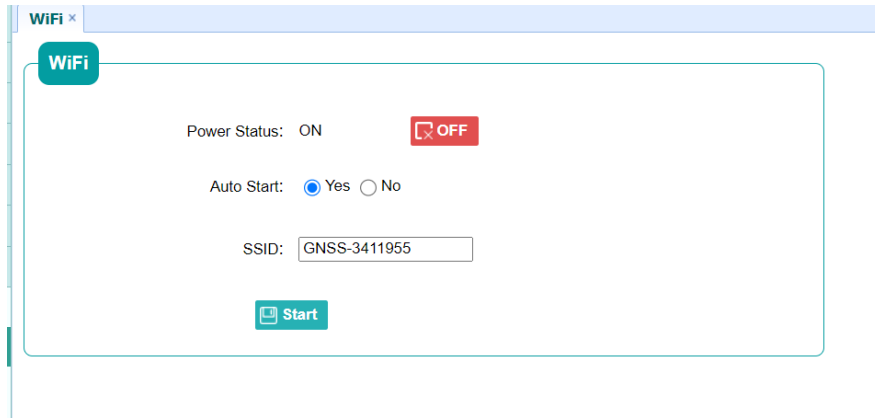 WiFi ×
WiFi
Power Status: ON OFF
Auto Start: Yes No
SSID: GNSS-3411955
Start